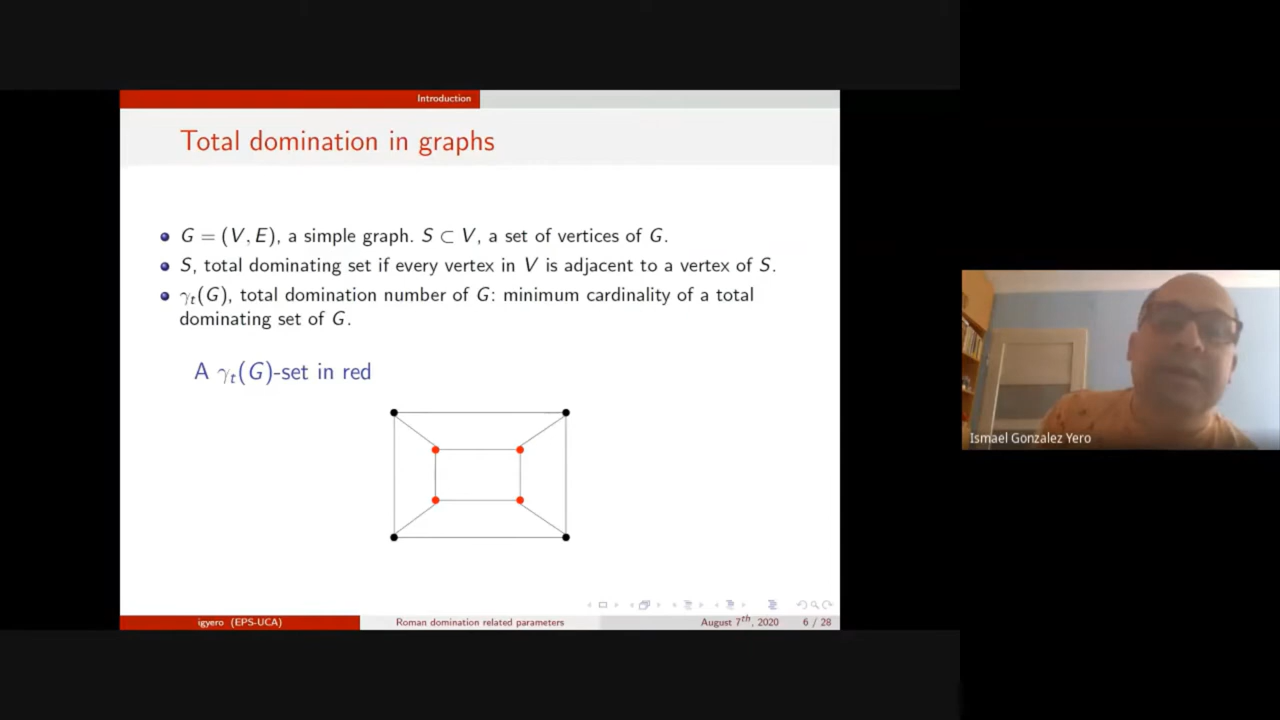 Introduction
Total domination in graphs
G = (V, E), a simple graph. S ⊂ V, a set of vertices of G.
S, total dominating set if every vertex in V is adjacent to a vertex of S.
γt(G), total domination number of G: minimum cardinality of a total
dominating set of G.
A γt(G)-set in red
Ismael Gonzalez Yero
igyero (EPS-UCA)
Roman domination related parameters
August 7th, 2020
6 / 28